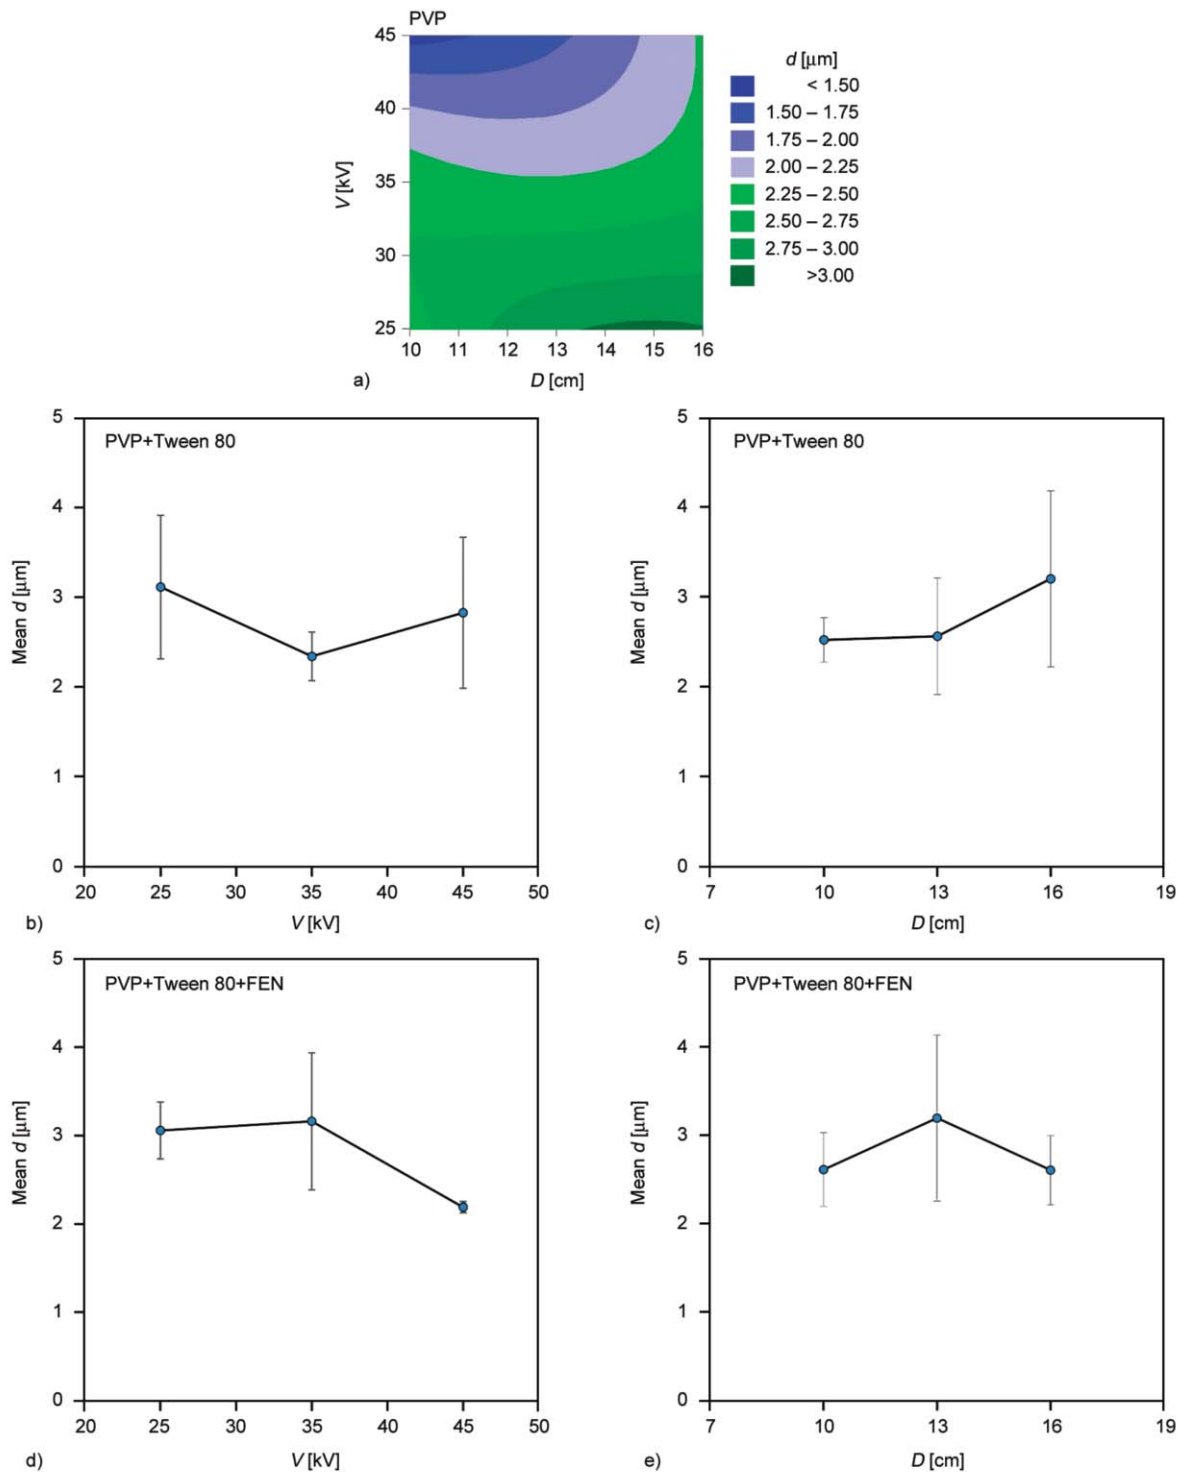 PVP
45
40
35
30
25
V [kV]
10 11 12 13 14 15 16
D [cm]
a)
d [μm]
< 1.50
1.50 – 1.75
1.75 – 2.00
2.00 – 2.25
2.25 – 2.50
2.50 – 2.75
2.75 – 3.00
>3.00
PVP+Tween 80
5
4
3
2
1
0
Mean d [μm]
20 25 30 35 40 45 50
V [kV]
b)
PVP+Tween 80
5
4
3
2
1
0
Mean d [μm]
7 10 13 16 19
D [cm]
c)
PVP+Tween 80+FEN
5
4
3
2
1
0
Mean d [μm]
20 25 30 35 40 45 50
V [kV]
d)
PVP+Tween 80+FEN
5
4
3
2
1
0
Mean d [μm]
7 10 13 16 19
D [cm]
e)